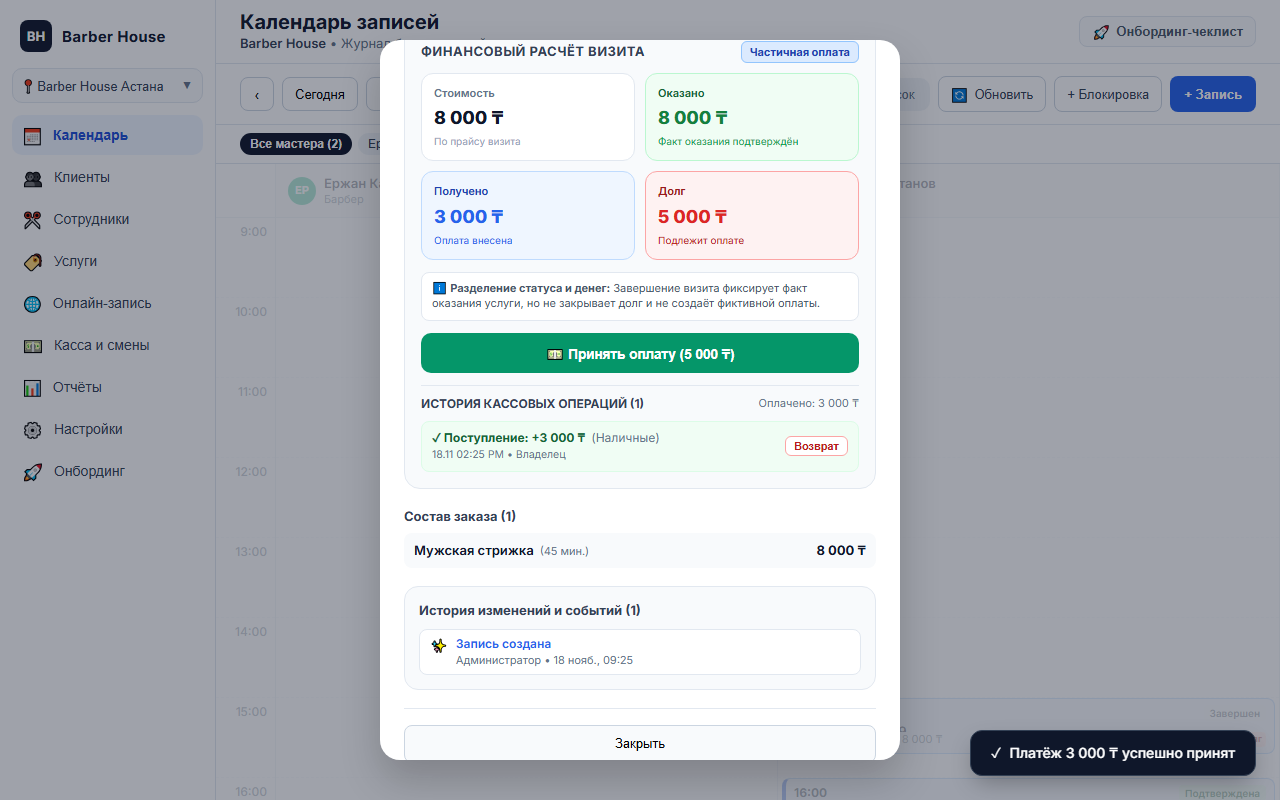 BH Barber House
Barber House Астана
Календарь
Клиенты
Сотрудники
Услуги
Онлайн-запись
Касса и смены
Отчёты
Настройки
Онбординг
Календарь записей
Barber House • Журнал
Онбординг-чеклист
‹ Сегодня
Обновить
+ Блокировка
+ Запись
Все мастера (2)
EP Ержан
Барбер
9:00
10:00
11:00
12:00
13:00
14:00
15:00
16:00
ФИНАНСОВЫЙ РАСЧЁТ ВИЗИТА
Частичная оплата
Стоимость
8 000 ₸
По прайсу визита
Оказано
8 000 ₸
Факт оказания подтверждён
Получено
3 000 ₸
Оплата внесена
Долг
5 000 ₸
Подлежит оплате
Разделение статуса и денег: Завершение визита фиксирует факт
оказания услуги, но не закрывает долг и не создаёт фиктивной оплаты.
Принять оплату (5 000 ₸)
ИСТОРИЯ КАССОВЫХ ОПЕРАЦИЙ (1)
Оплачено: 3 000 ₸
✓ Поступление: +3 000 ₸ (Наличные)
18.11 02:25 PM • Владелец
Возврат
Состав заказа (1)
Мужская стрижка (45 мин.)
8 000 ₸
История изменений и событий (1)
Запись создана
Администратор • 18 нояб., 09:25
Закрыть
Завершен
8 000 ₸
16:00
Подтверждена
✓ Платёж 3 000 ₸ успешно принят